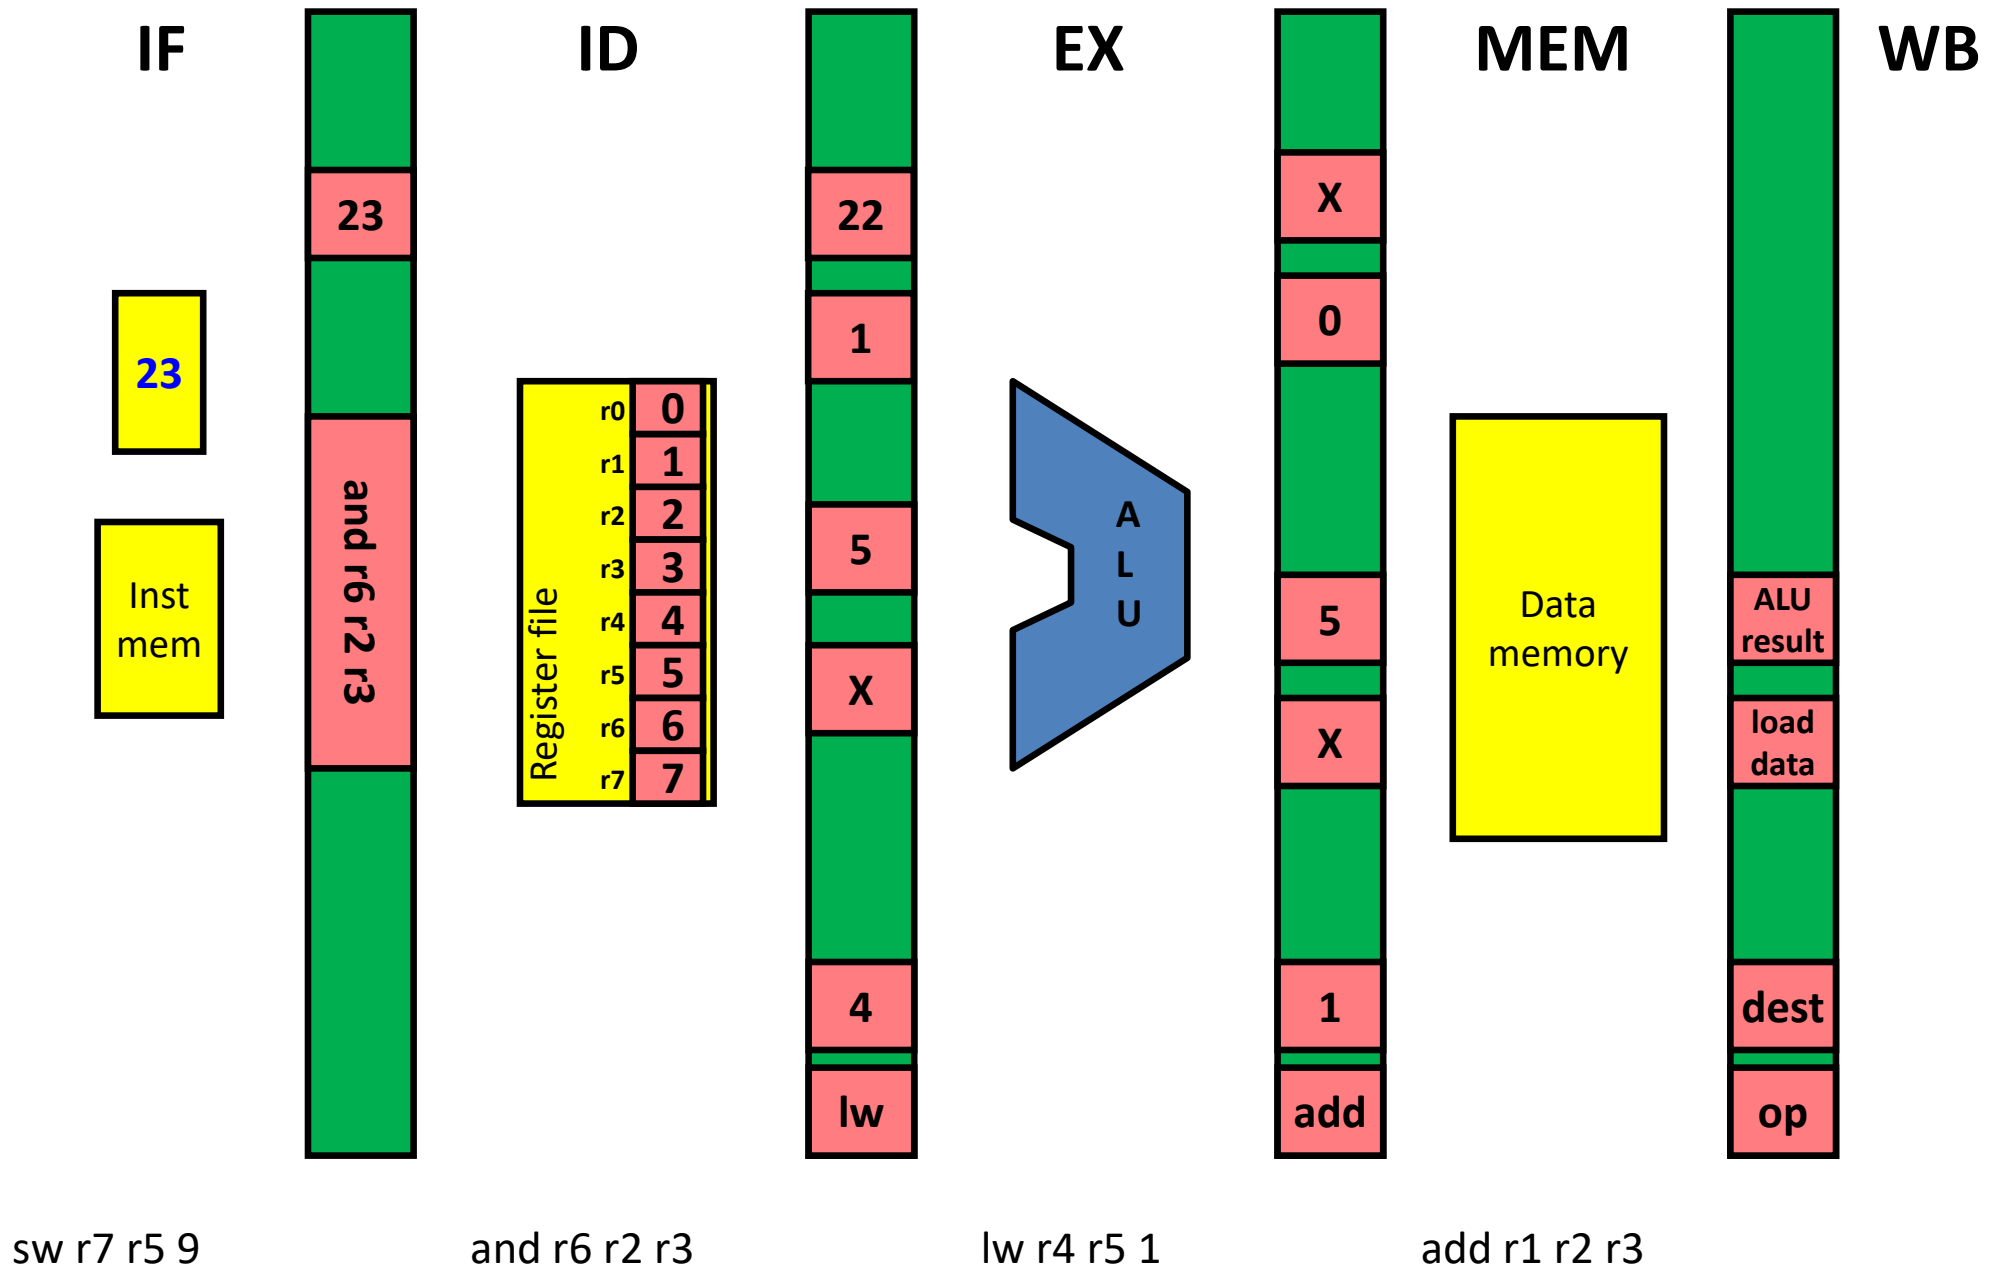 IF
ID
EX
MEM
WB
23
23
Inst
mem
and r6 r2 r3
Register file
r0 0
r1 1
r2 2
r3 3
r4 4
r5 5
r6 6
r7 7
22
1
5
X
4
lw
A
L
U
X
0
5
X
1
add
Data
memory
ALU
result
load
data
dest
op
sw r7 r5 9
and r6 r2 r3
lw r4 r5 1
add r1 r2 r3